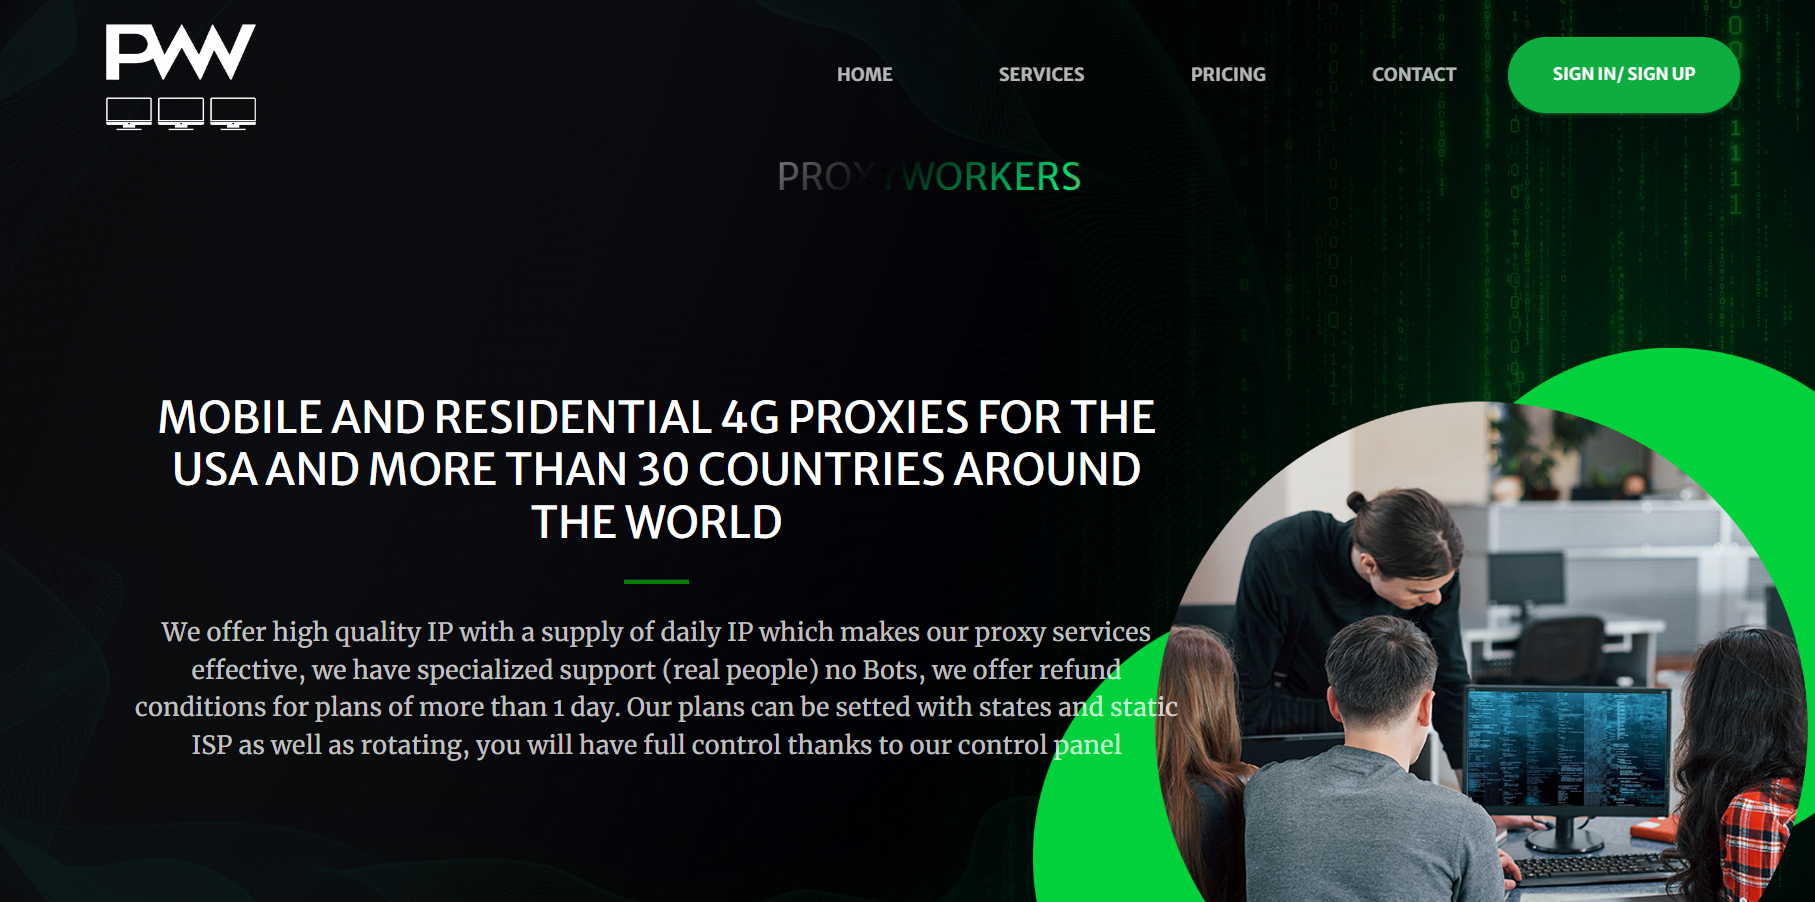 PW
HOME SERVICES PRICING CONTACT SIGN IN/ SIGN UP
PROXYWORKERS
MOBILE AND RESIDENTIAL 4G PROXIES FOR THE
USA AND MORE THAN 30 COUNTRIES AROUND
THE WORLD
We offer high quality IP with a supply of daily IP which makes our proxy services
effective, we have specialized support (real people) no Bots, we offer refund
conditions for plans of more than 1 day. Our plans can be setted with states and static
ISP as well as rotating, you will have full control thanks to our control panel